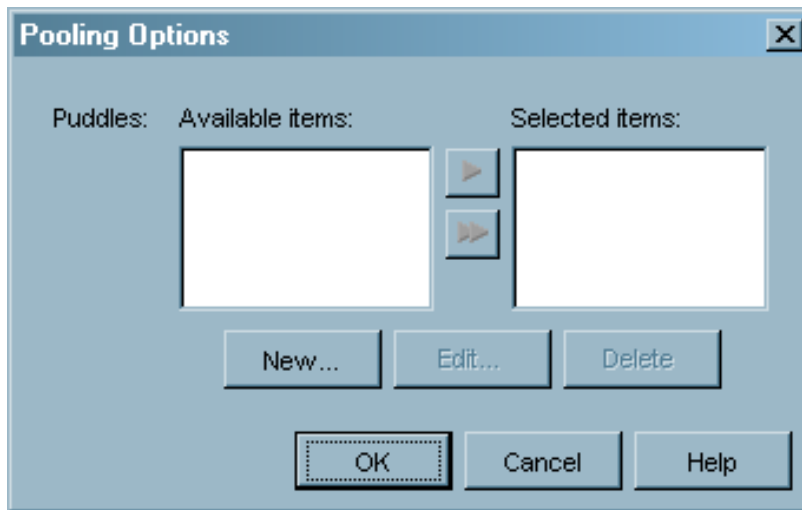 Pooling Options
Puddles: Available items: Selected items:
New... Edit... Delete
OK Cancel Help